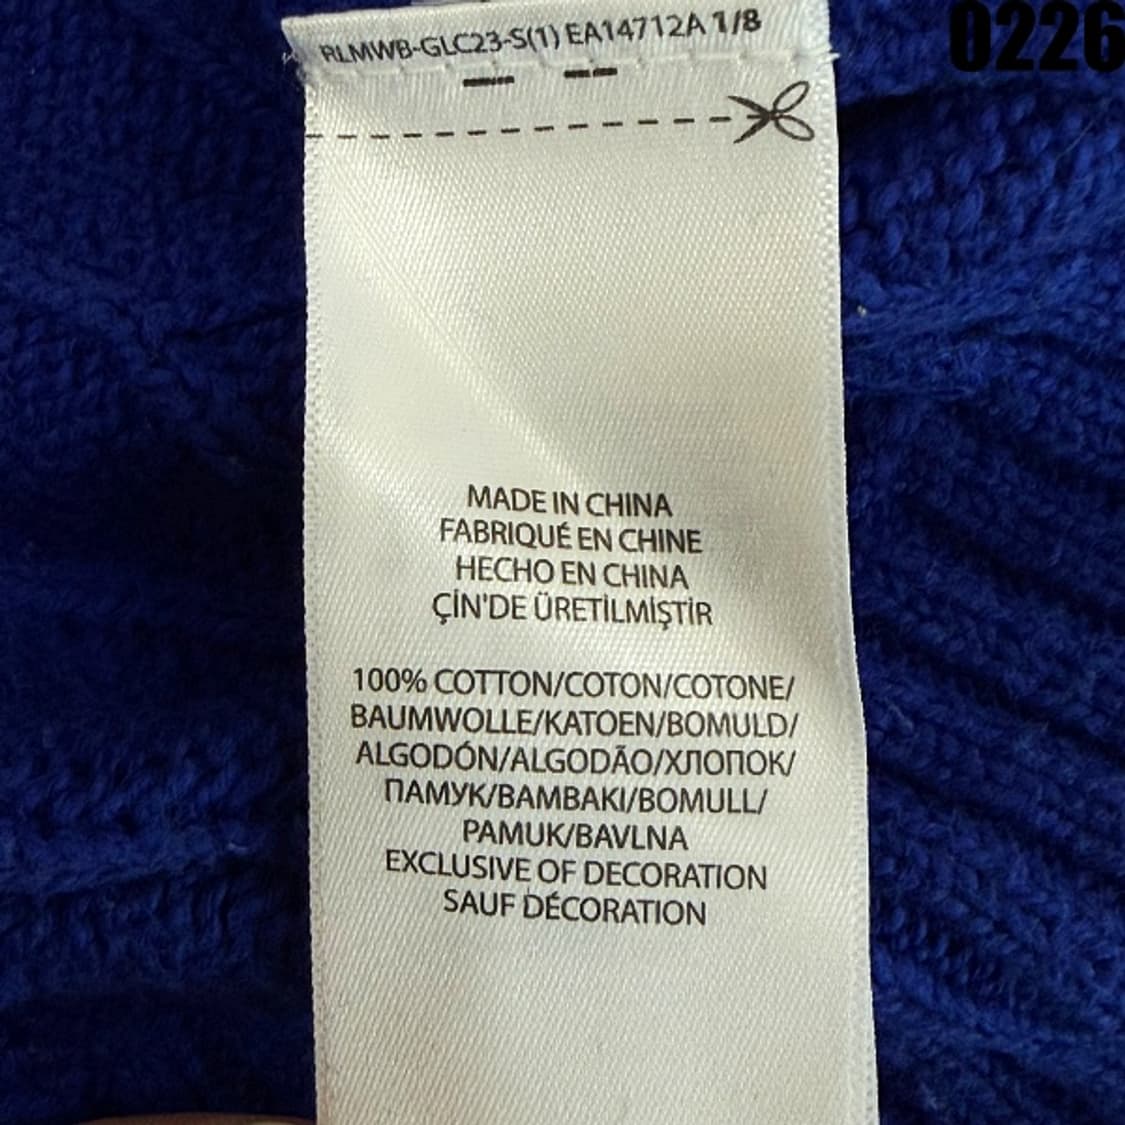 0226
RLMWB-GLC23-S(1) EA14712A 1/8
MADE IN CHINA
FABRIQUÉ EN CHINE
HECHO EN CHINA
ÇİN'DE ÜRETİLMİŞTİR
100% COTTON/COTON/COTONE/
BAUMWOLLE/KATOEN/BOMULD/
ALGODÓN/ALGODÃO/ХЛОПОК/
ПАМУК/BAMBAKI/BOMULL/
PAMUK/BAVLNA
EXCLUSIVE OF DECORATION
SAUF DÉCORATION